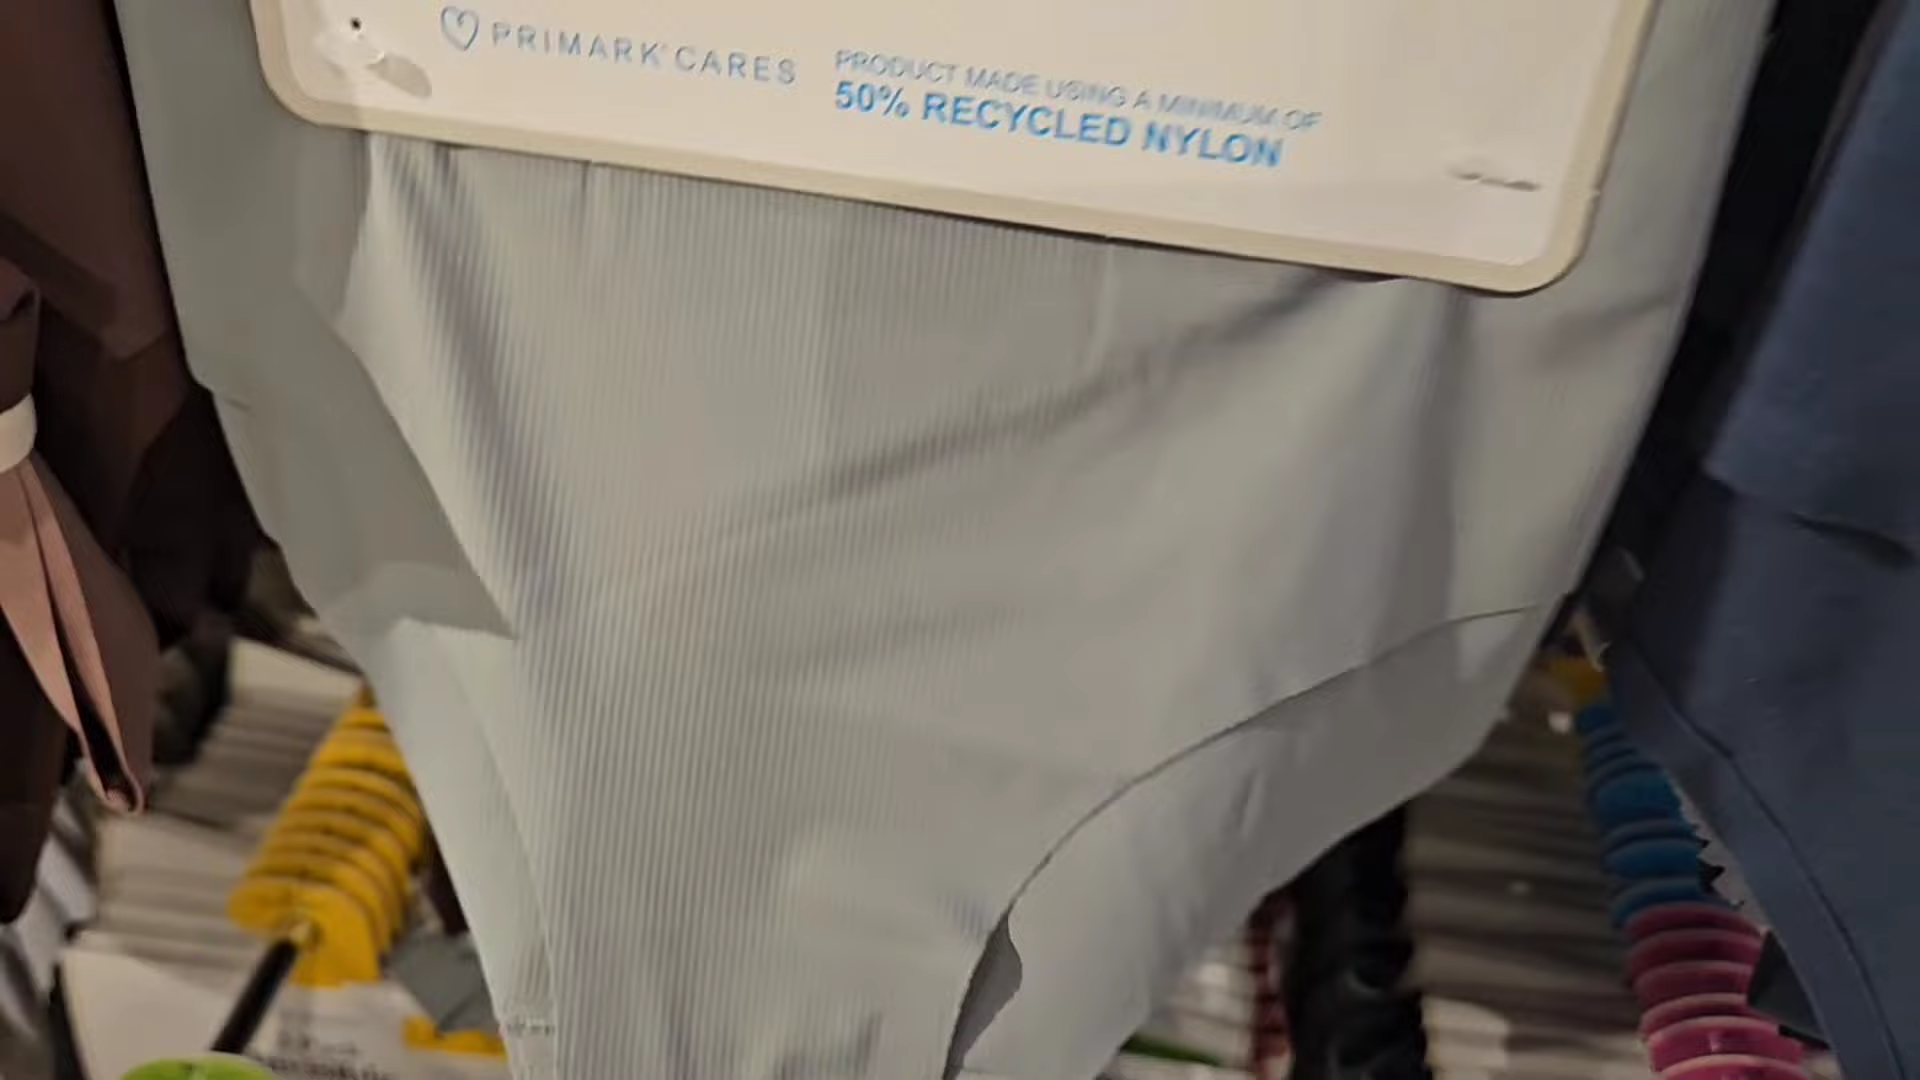 PRIMARK CARES
PRODUCT MADE USING A MINIMUM OF
50% RECYCLED NYLON